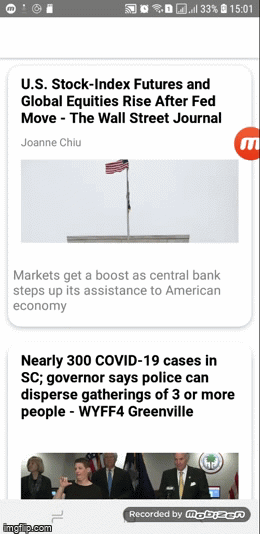 33% 15:01
U.S. Stock-Index Futures and
Global Equities Rise After Fed
Move - The Wall Street Journal
Joanne Chiu
m
Markets get a boost as central bank
steps up its assistance to American
economy
Nearly 300 COVID-19 cases in
SC; governor says police can
disperse gatherings of 3 or more
people - WYFF4 Greenville
Recorded by Mobizen
imgflip.com